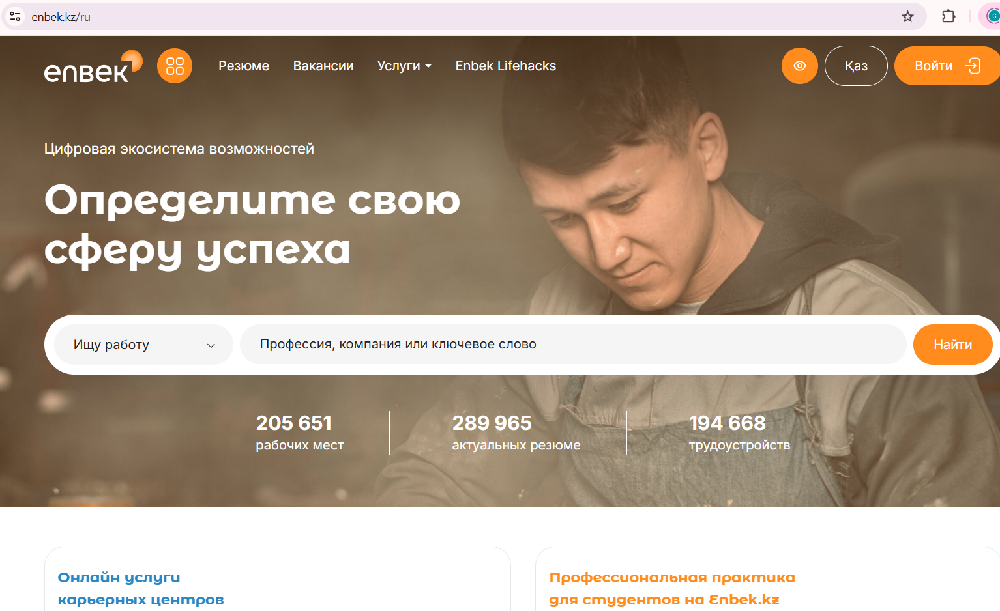 enbek.kz/ru
enbek
Резюме
Вакансии
Услуги
Enbek Lifehacks
Қаз
Войти
Цифровая экосистема возможностей
Определите свою
сферу успеха
Ищу работу
Профессия, компания или ключевое слово
Найти
205 651
рабочих мест
289 965
актуальных резюме
194 668
трудоустройств
Онлайн услуги
карьерных центров
Профессиональная практика
для студентов на Enbek.kz